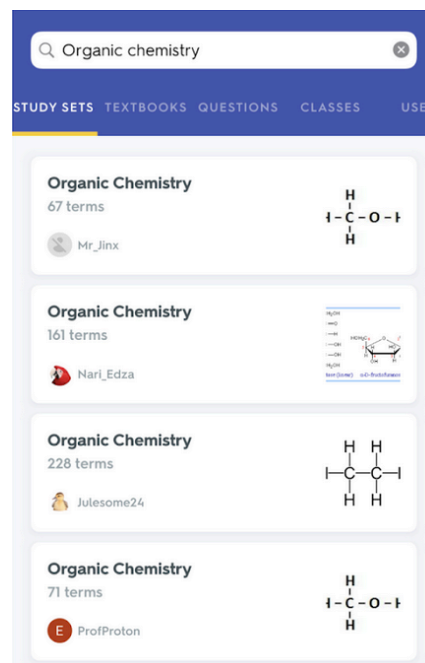 Organic chemistry
STUDY SETS TEXTBOOKS QUESTIONS CLASSES USE
Organic Chemistry
67 terms
Mr_Jinx
H
H-C-O-H
H
Organic Chemistry
161 terms
Nari_Edza
Organic Chemistry
228 terms
Julesome24
H H
C-C
H H
Organic Chemistry
71 terms
E ProfProton
H
H-C-O-H
H